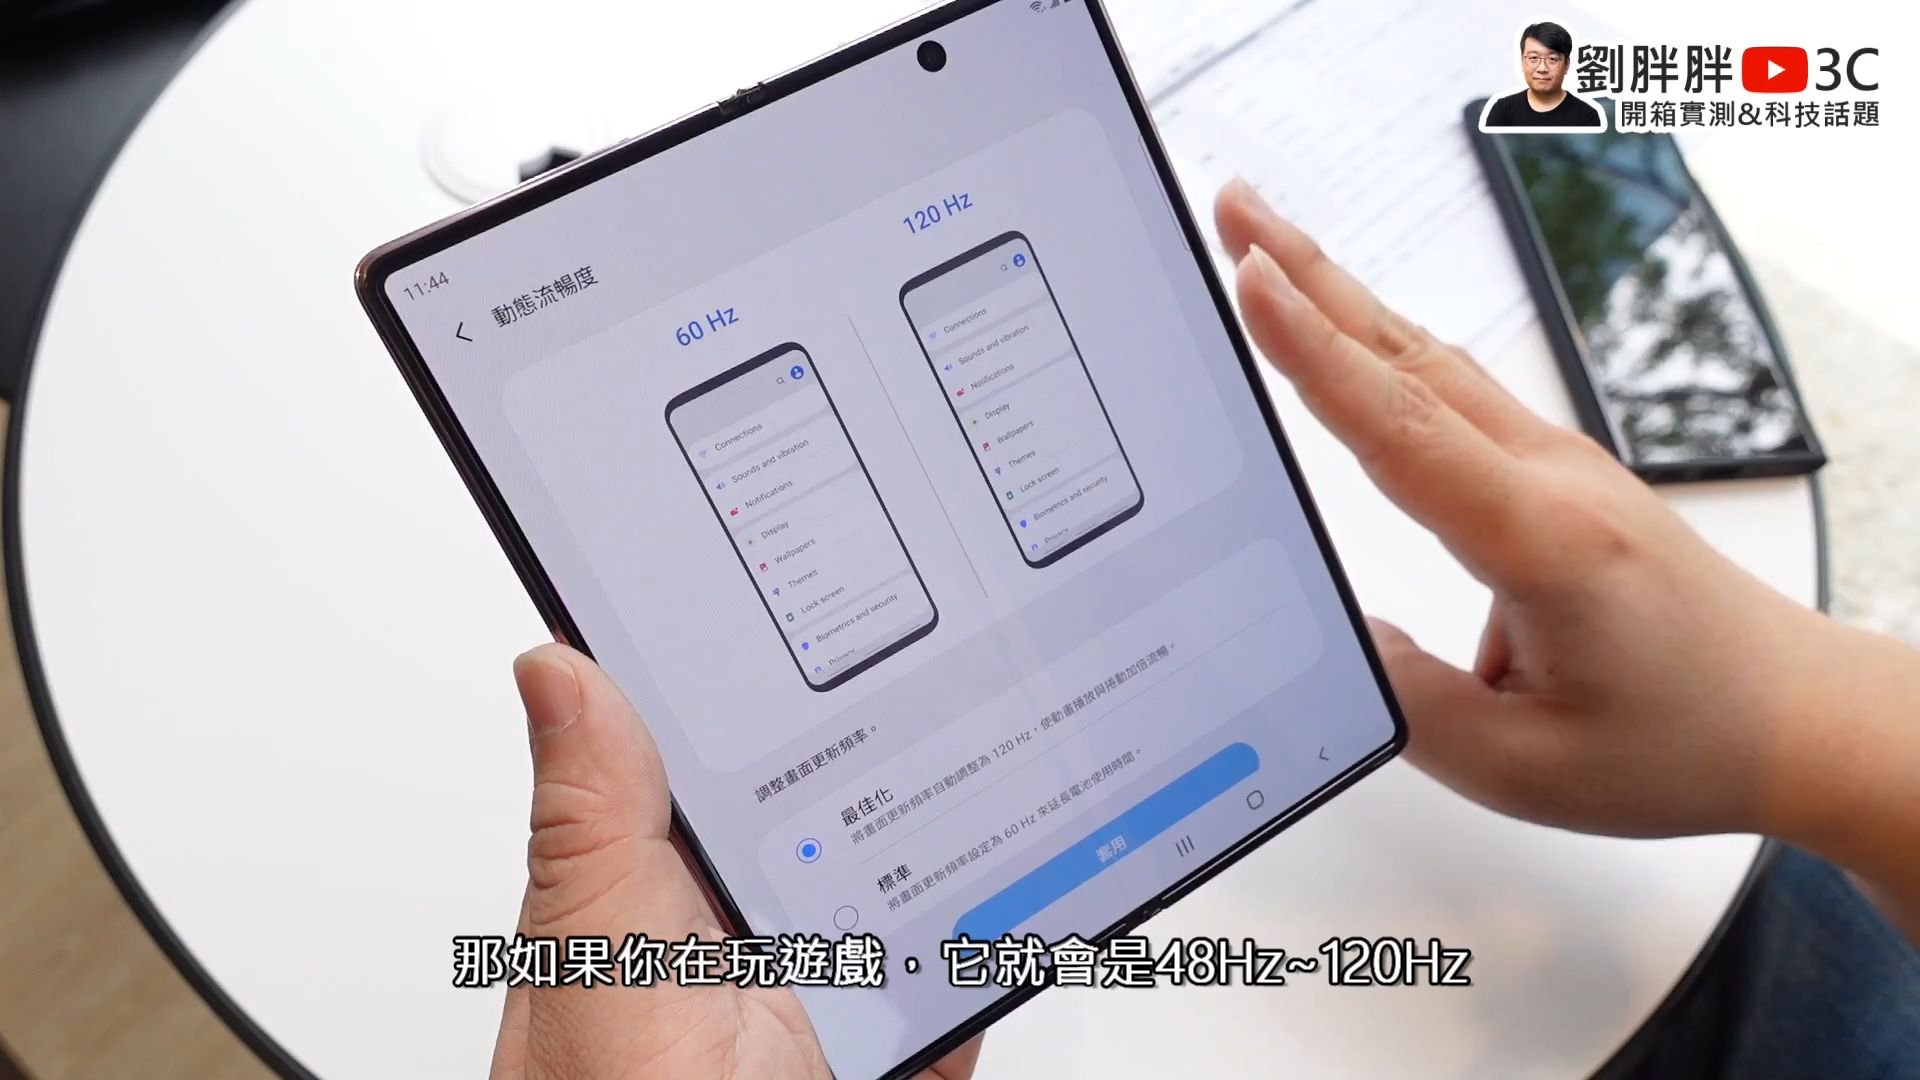 劉胖胖 3C
開箱實測&科技話題
11:44
動態流暢度
60 Hz
120 Hz
Connections
Sounds and vibration
Notifications
Display
Wallpapers
Themes
Lock screen
Biometrics and security
Privacy
Connections
Sounds and vibration
Notifications
Display
Wallpapers
Themes
Lock screen
Biometrics and security
Privacy
調整畫面更新頻率。
最佳化
將畫面更新頻率自動調整為 120 Hz，使動畫播放與捲動加倍流暢。
標準
將畫面更新頻率設定為 60 Hz 來延長電池使用時間。
套用
那如果你在玩遊戲，它就會是48Hz~120Hz